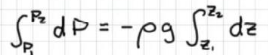 ∫_{P₁}^{P₂} dP = -ρg ∫_{z₁}^{z₂} dz